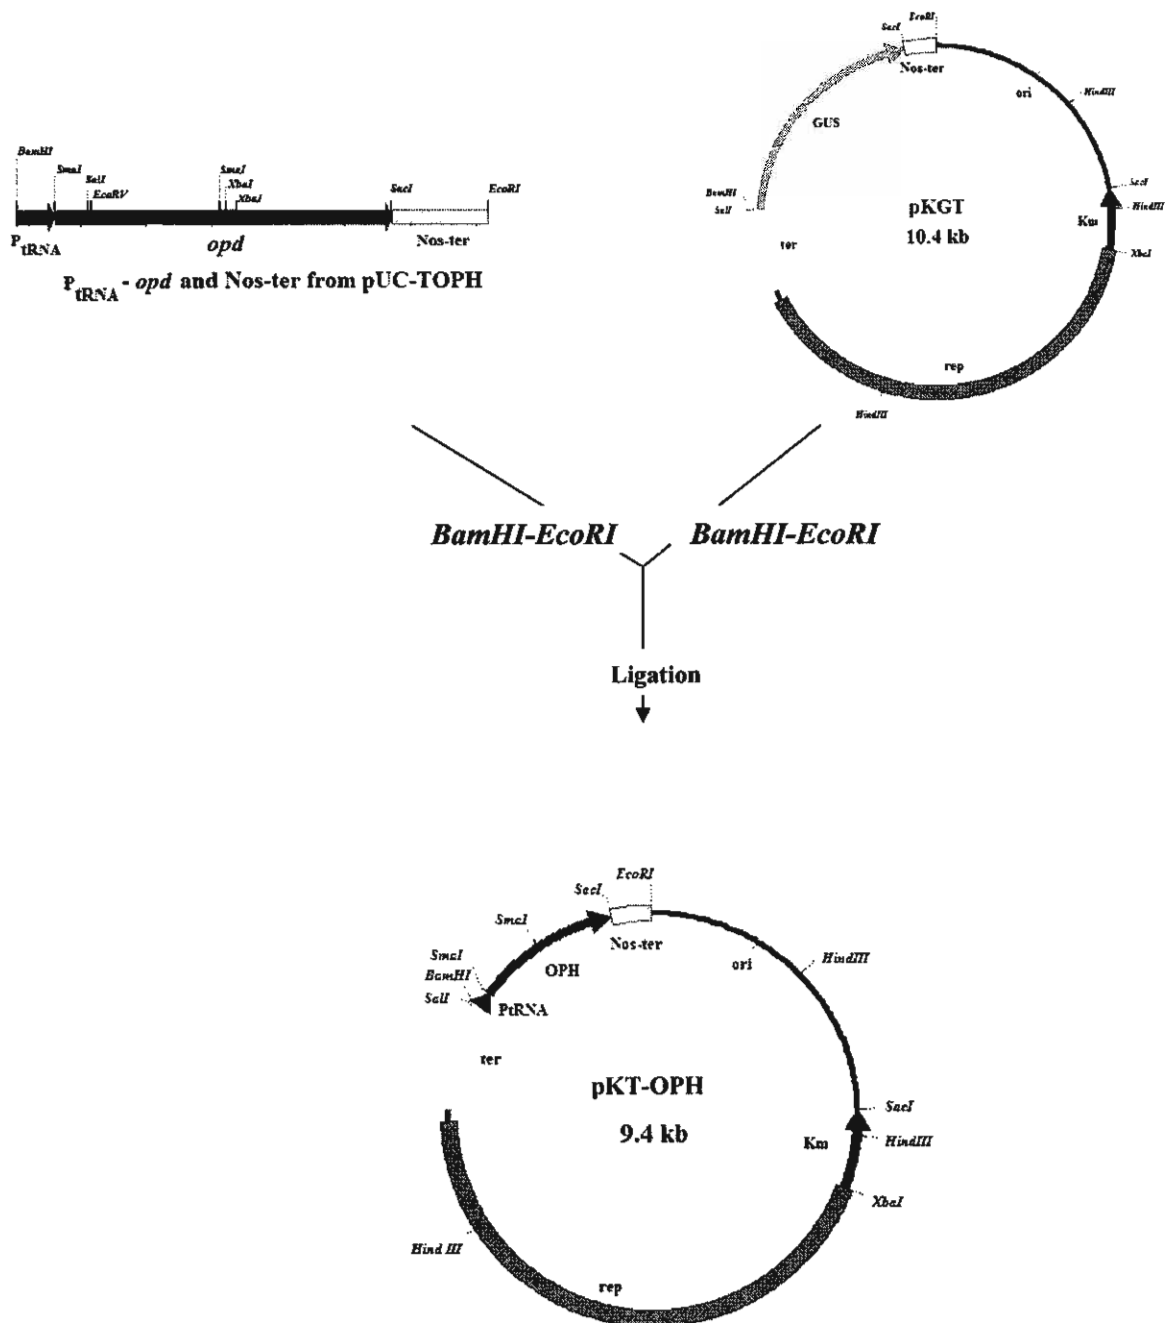 BamHI
SmaI
SalI
EcoRV
SmaI
XbaI
XbaI
SacI
EcoRI
PtRNA
opd
Nos-ter
PtRNA - opd and Nos-ter from pUC-TOPH
SacI
EcoRI
Nos-ter
ori
HindIII
GUS
BamHI
SalI
pKGT
10.4 kb
SacI
HindIII
Km
XbaI
ter
rep
HindIII
BamHI-EcoRI
BamHI-EcoRI
Ligation
EcoRI
SacI
SmaI
Nos-ter
ori
HindIII
SmaI
BamHI
SalI
OPH
PtRNA
ter
pKT-OPH
9.4 kb
SacI
Km
HindIII
XbaI
Hind III
rep